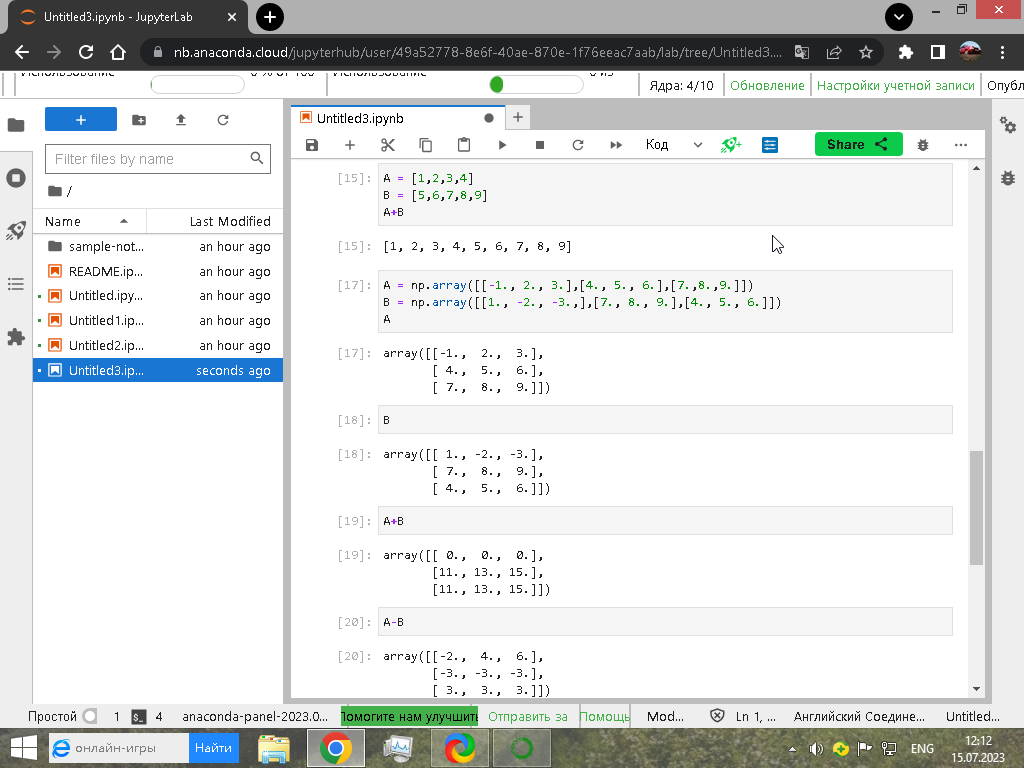 Untitled3.ipynb - JupyterLab
nb.anaconda.cloud/jupyterhub/user/49a52778-8e6f-40ae-870e-1f76eeac7aab/lab/tree/Untitled3....
Использование
0 % от 100
Использование
0 из
Ядра: 4/10
Обновление
Настройки учетной записи
Опубл
Filter files by name
/
Name
Last Modified
sample-not... an hour ago
README.ip... an hour ago
Untitled.ipy... an hour ago
Untitled1.ip... an hour ago
Untitled2.ip... an hour ago
Untitled3.ip... seconds ago
Untitled3.ipynb
Код
Share
[15]: A = [1,2,3,4]
B = [5,6,7,8,9]
A+B
[15]: [1, 2, 3, 4, 5, 6, 7, 8, 9]
[17]: A = np.array([[-1., 2., 3.],[4., 5., 6.],[7.,8.,9.]])
B = np.array([[1., -2., -3.,],[7., 8., 9.],[4., 5., 6.]])
A
[17]: array([[-1., 2., 3.],
[ 4., 5., 6.],
[ 7., 8., 9.]])
[18]: B
[18]: array([[ 1., -2., -3.],
[ 7., 8., 9.],
[ 4., 5., 6.]])
[19]: A+B
[19]: array([[ 0., 0., 0.],
[11., 13., 15.],
[11., 13., 15.]])
[20]: A-B
[20]: array([[-2., 4., 6.],
[-3., -3., -3.],
[ 3., 3., 3.]])
Простой
1
4
anaconda-panel-2023.0...
Помогите нам улучшить
Отправить за
Помощь
Mod...
Ln 1, ...
Английский Соедине...
Untitled...
онлайн-игры
Найти
ENG
12:12
15.07.2023